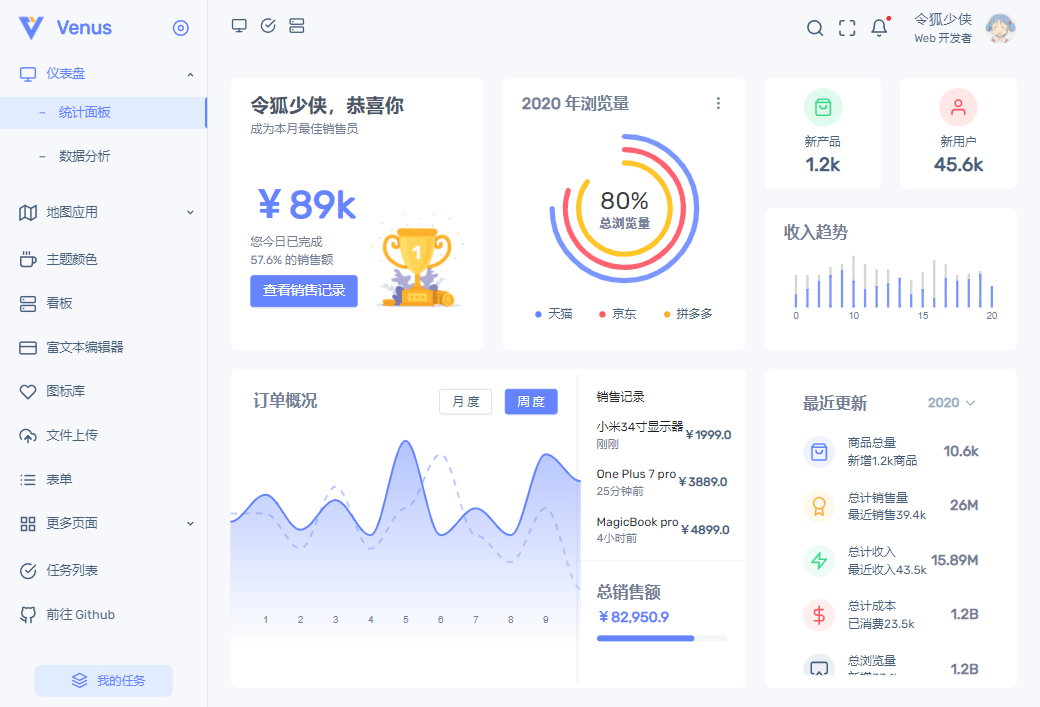 Venus
仪表盘
统计面板
数据分析
地图应用
主题颜色
看板
富文本编辑器
图标库
文件上传
表单
更多页面
任务列表
前往 Github
我的任务
令狐少侠
Web 开发者
令狐少侠，恭喜你
成为本月最佳销售员
￥89k
您今日已完成
57.6% 的销售额
查看销售记录
1
2020 年浏览量
80%
总浏览量
天猫 京东 拼多多
新产品
1.2k
新用户
45.6k
收入趋势
0 10 15 20
订单概况
月 度 周 度
1 2 3 4 5 6 7 8 9
销售记录
小米34寸显示器
刚刚
￥1999.0
One Plus 7 pro
25分钟前
￥3889.0
MagicBook pro
4小时前
￥4899.0
总销售额
￥82,950.9
最近更新
2020
商品总量
新增1.2k商品
10.6k
总计销售量
最近销售39.4k
26M
总计收入
最近收入43.5k
15.89M
总计成本
已消费23.5k
1.2B
总浏览量
1.2B